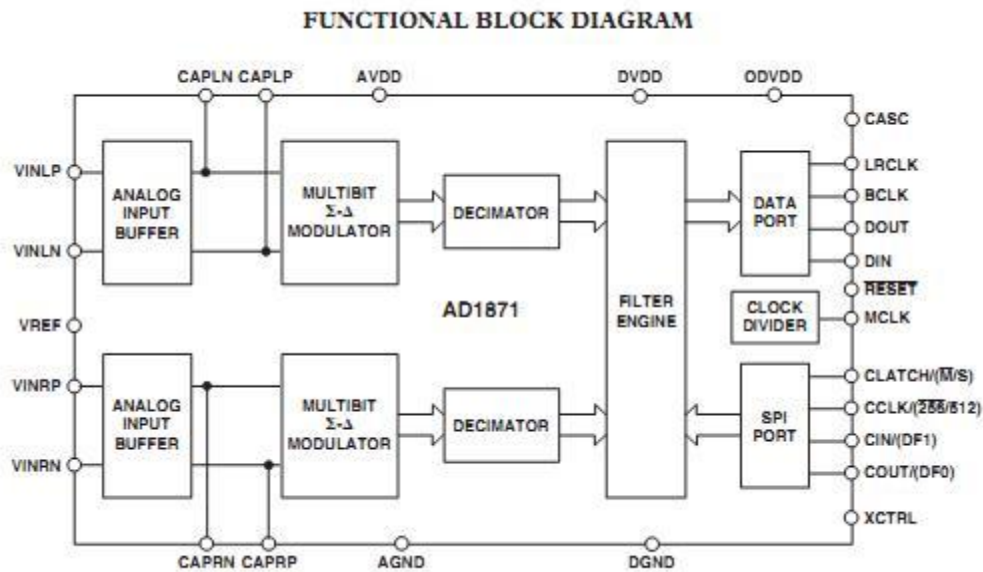 FUNCTIONAL BLOCK DIAGRAM
CAPLN CAPLP AVDD DVDD ODVDD
CASC
VINLP
VINLN
ANALOG
INPUT
BUFFER
MULTIBIT
Σ-Δ
MODULATOR
DECIMATOR
FILTER
ENGINE
DATA
PORT
LRCLK
BCLK
DOUT
DIN
RESET
AD1871
CLOCK
DIVIDER
MCLK
VREF
VINRP
VINRN
ANALOG
INPUT
BUFFER
MULTIBIT
Σ-Δ
MODULATOR
DECIMATOR
SPI
PORT
CLATCH/(M/S)
CCLK/(256/512)
CIN/(DF1)
COUT/(DF0)
XCTRL
CAPRN CAPRP AGND DGND